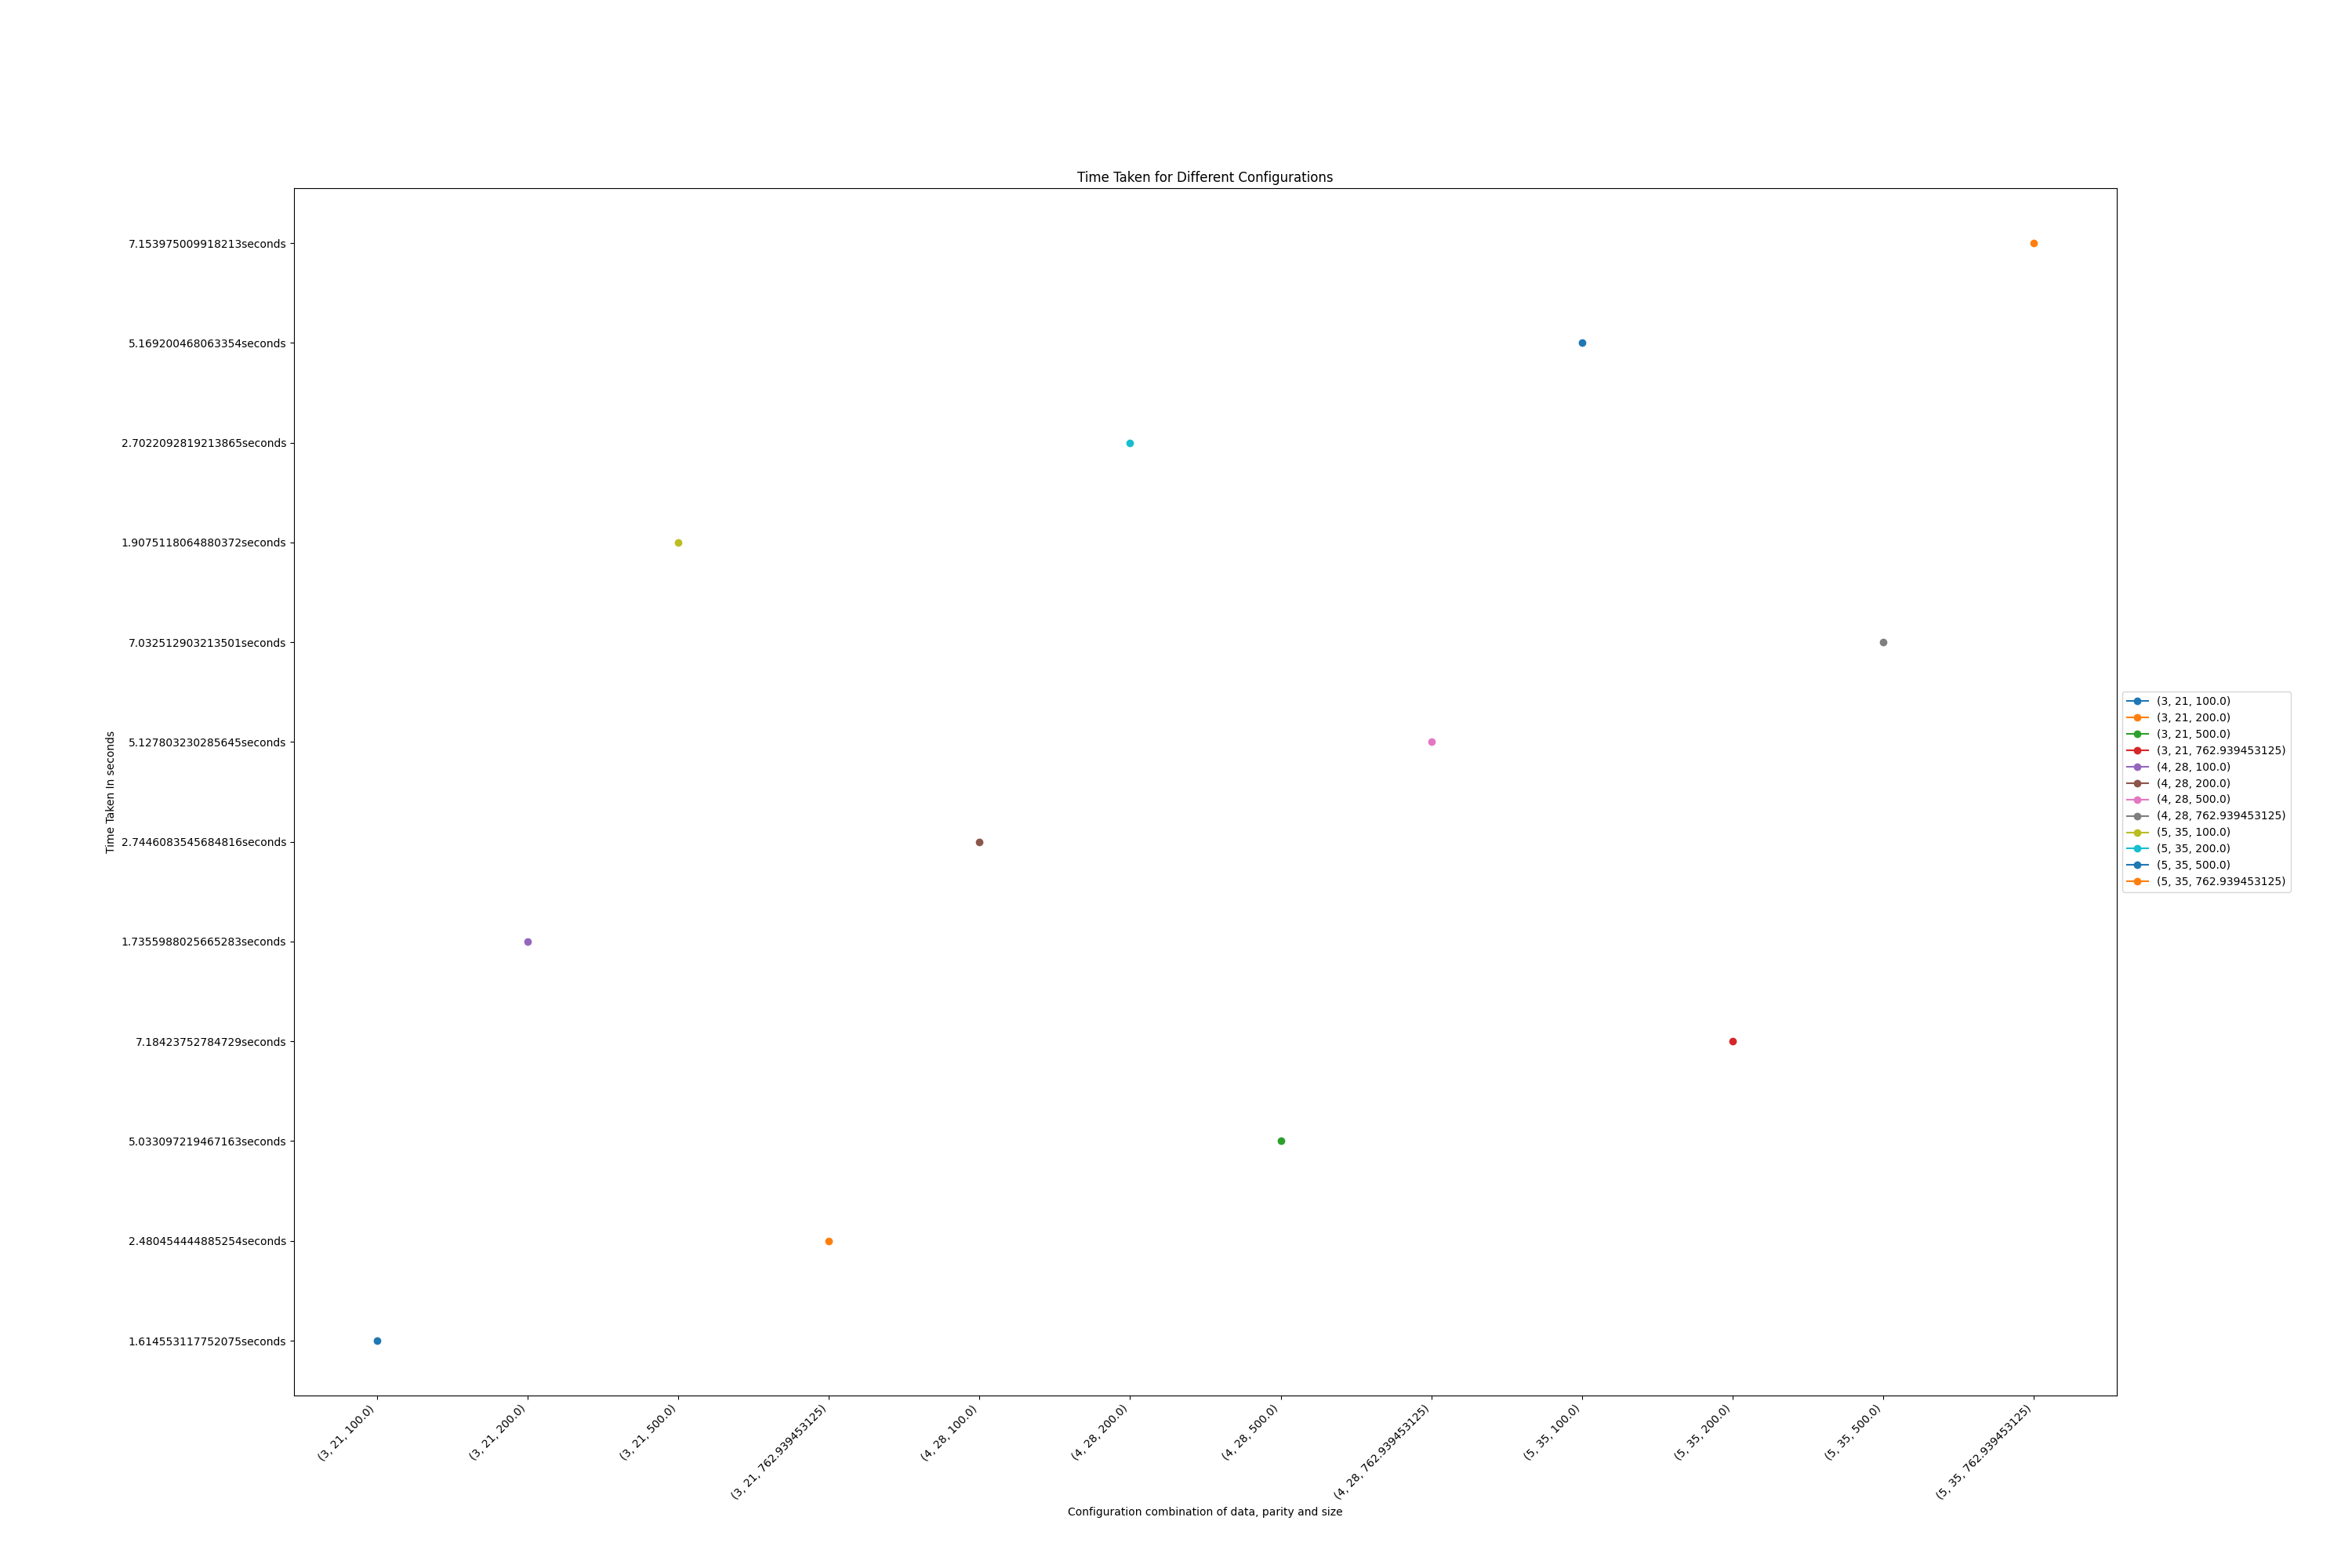 Time Taken for Different Configurations
7.153975009918213seconds
5.169200468063354seconds
2.7022092819213865seconds
1.9075118064880372seconds
7.032512903213501seconds
5.127803230285645seconds
2.7446083545684816seconds
1.7355988025665283seconds
7.18423752784729seconds
5.033097219467163seconds
2.480454444885254seconds
1.614553117752075seconds
Time Taken In seconds
(3, 21, 100.0)
(3, 21, 200.0)
(3, 21, 500.0)
(3, 21, 762.939453125)
(4, 28, 100.0)
(4, 28, 200.0)
(4, 28, 500.0)
(4, 28, 762.939453125)
(5, 35, 100.0)
(5, 35, 200.0)
(5, 35, 500.0)
(5, 35, 762.939453125)
Configuration combination of data, parity and size
(3, 21, 100.0)
(3, 21, 200.0)
(3, 21, 500.0)
(3, 21, 762.939453125)
(4, 28, 100.0)
(4, 28, 200.0)
(4, 28, 500.0)
(4, 28, 762.939453125)
(5, 35, 100.0)
(5, 35, 200.0)
(5, 35, 500.0)
(5, 35, 762.939453125)